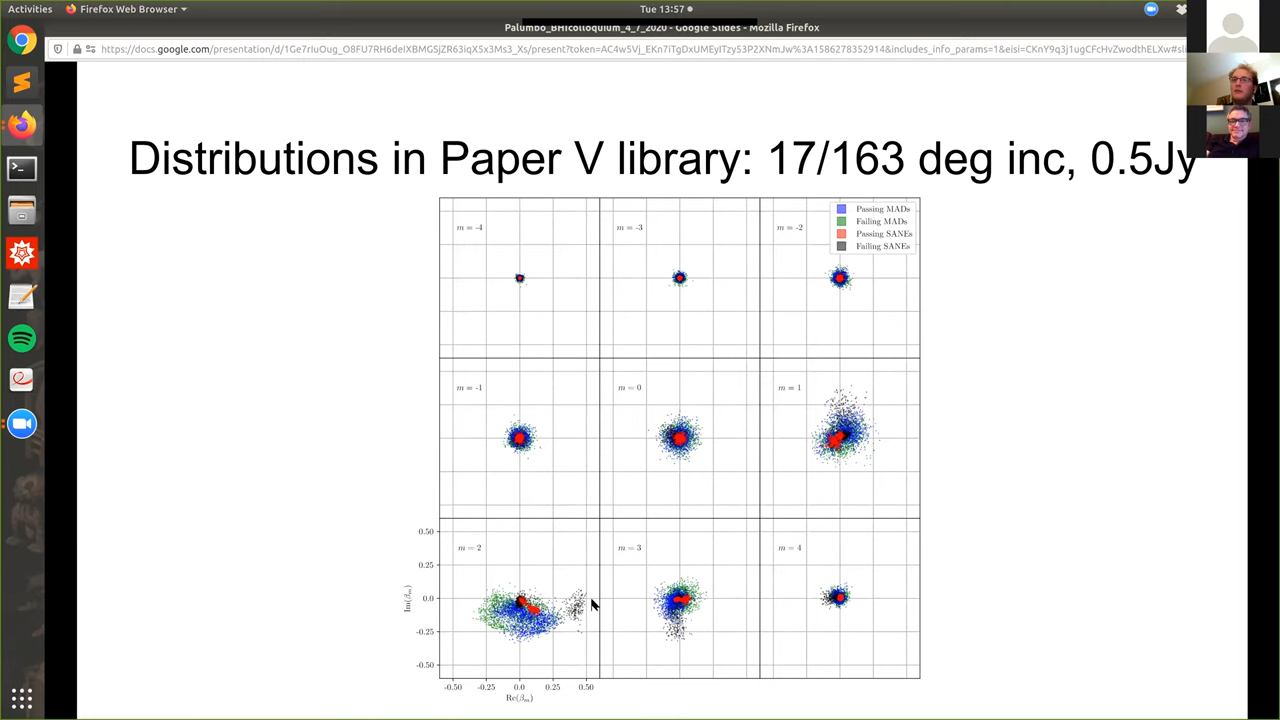 Activities Firefox Web Browser Tue 13:57
Palumbo_BHIcolloquium_4_7_2020 - Google Slides - Mozilla Firefox
Distributions in Paper V library: 17/163 deg inc, 0.5Jy
Passing MADs
Failing MADs
Passing SANEs
Failing SANEs
m = -4
m = -3
m = -2
m = -1
m = 0
m = 1
m = 2
m = 3
m = 4
0.50
0.25
0.0
-0.25
-0.50
Im(βm)
-0.50 -0.25 0.0 0.25 0.50
Re(βm)